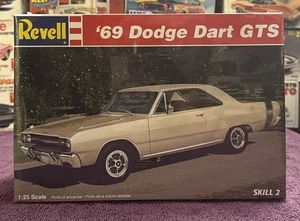 Revell
'69 Dodge Dart GTS
1:25 Scale
SKILL 2